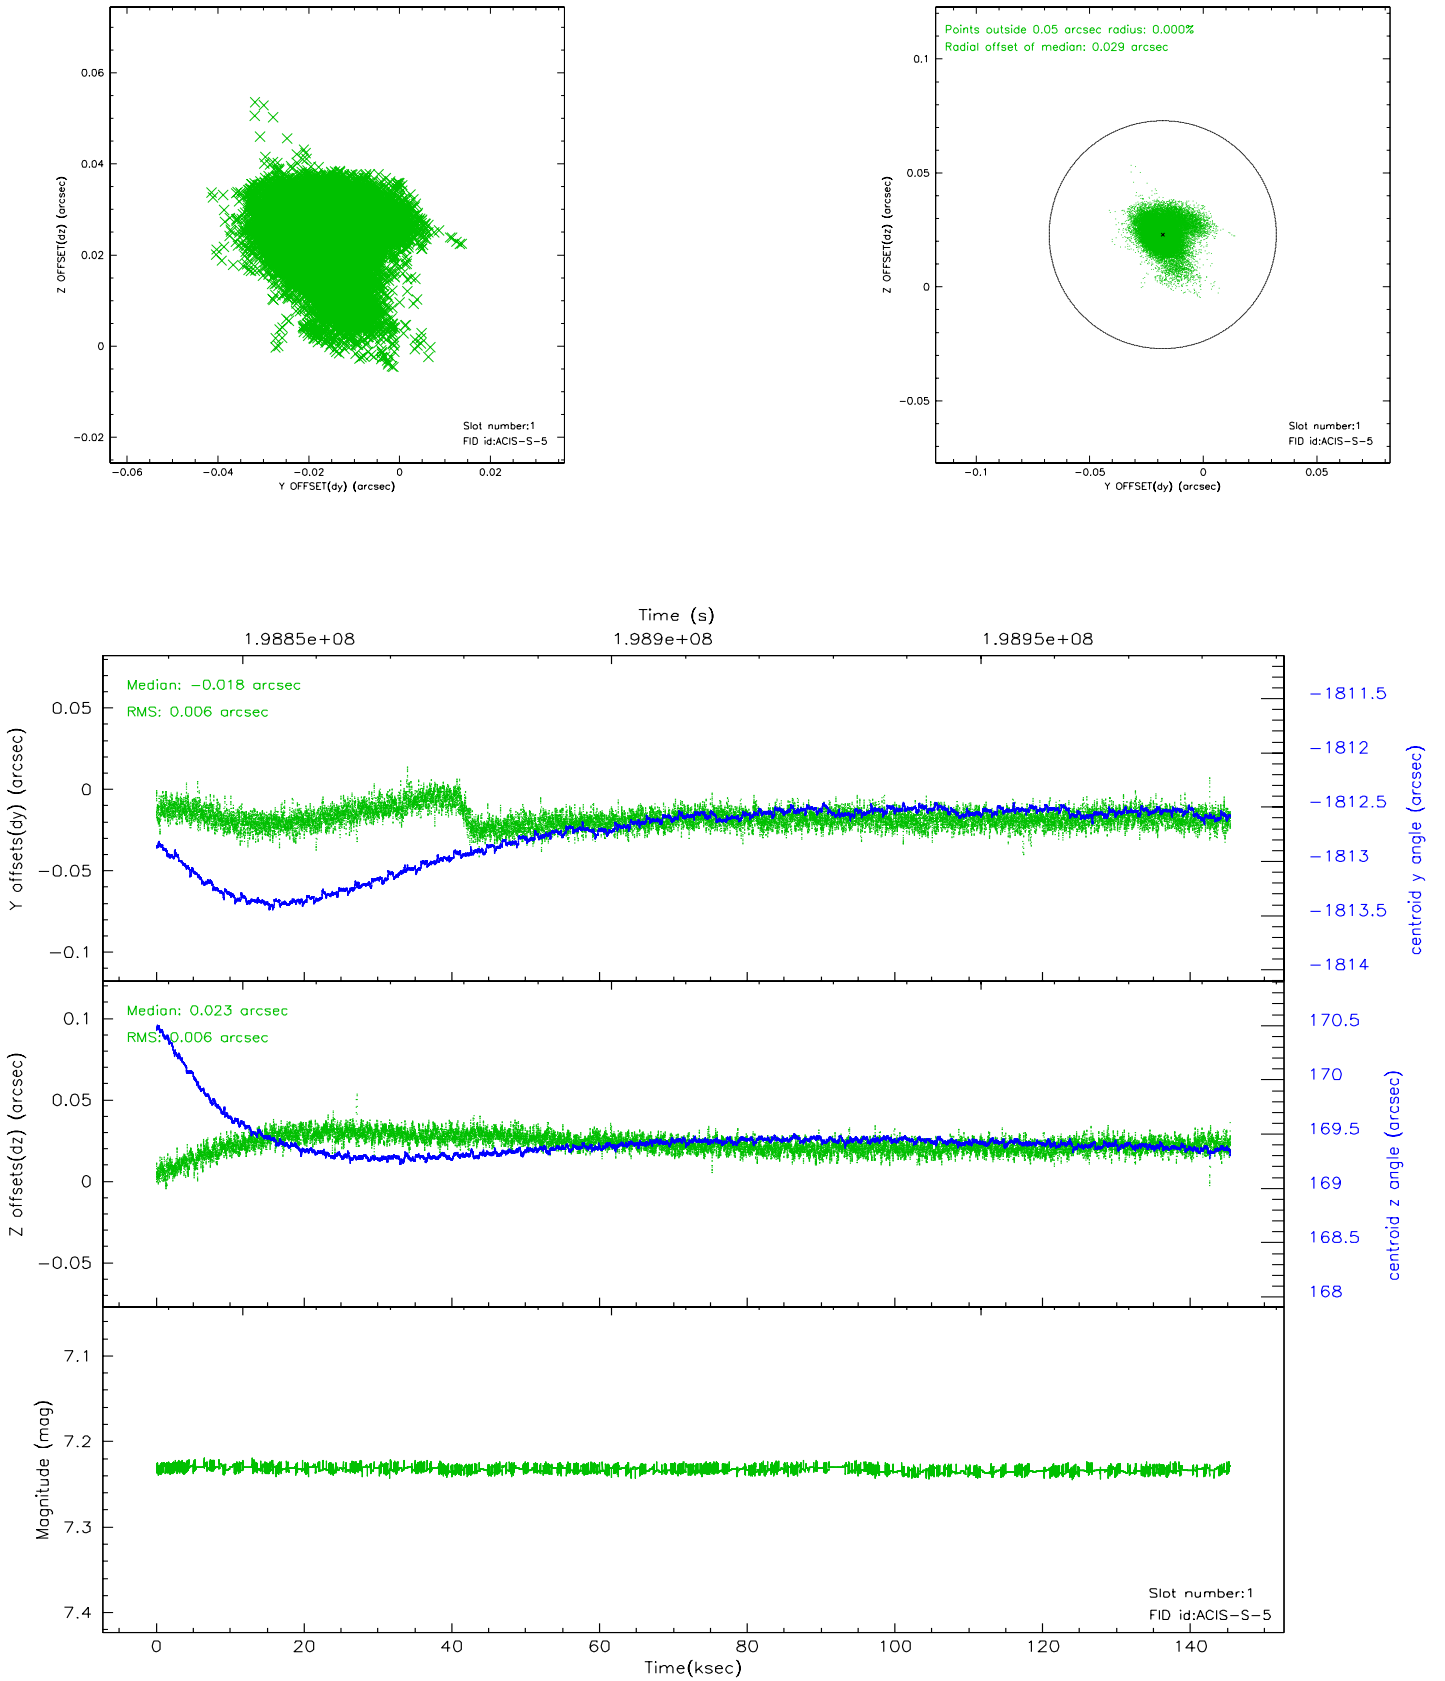 0.06
0.04
0.02
0
−0.02
Z OFFSET(dz) (arcsec)
Slot number:1
FID id:ACIS−S−5
−0.06 −0.04 −0.02 0 0.02
Y OFFSET(dy) (arcsec)
Points outside 0.05 arcsec radius: 0.000%
Radial offset of median: 0.029 arcsec
0.1
0.05
0
−0.05
Z OFFSET(dz) (arcsec)
Slot number:1
FID id:ACIS−S−5
−0.1 −0.05 0 0.05
Y OFFSET(dy) (arcsec)
Time (s)
1.9885e+08 1.989e+08 1.9895e+08
Median: −0.018 arcsec
RMS: 0.006 arcsec
0.05
0
−0.05
−0.1
Y offsets(dy) (arcsec)
−1811.5
−1812
−1812.5
−1813
−1813.5
−1814
centroid y angle (arcsec)
Median: 0.023 arcsec
RMS: 0.006 arcsec
0.1
0.05
0
−0.05
Z offsets(dz) (arcsec)
170.5
170
169.5
169
168.5
168
centroid z angle (arcsec)
7.1
7.2
7.3
7.4
Magnitude (mag)
Slot number:1
FID id:ACIS−S−5
0 20 40 60 80 100 120 140
Time(ksec)